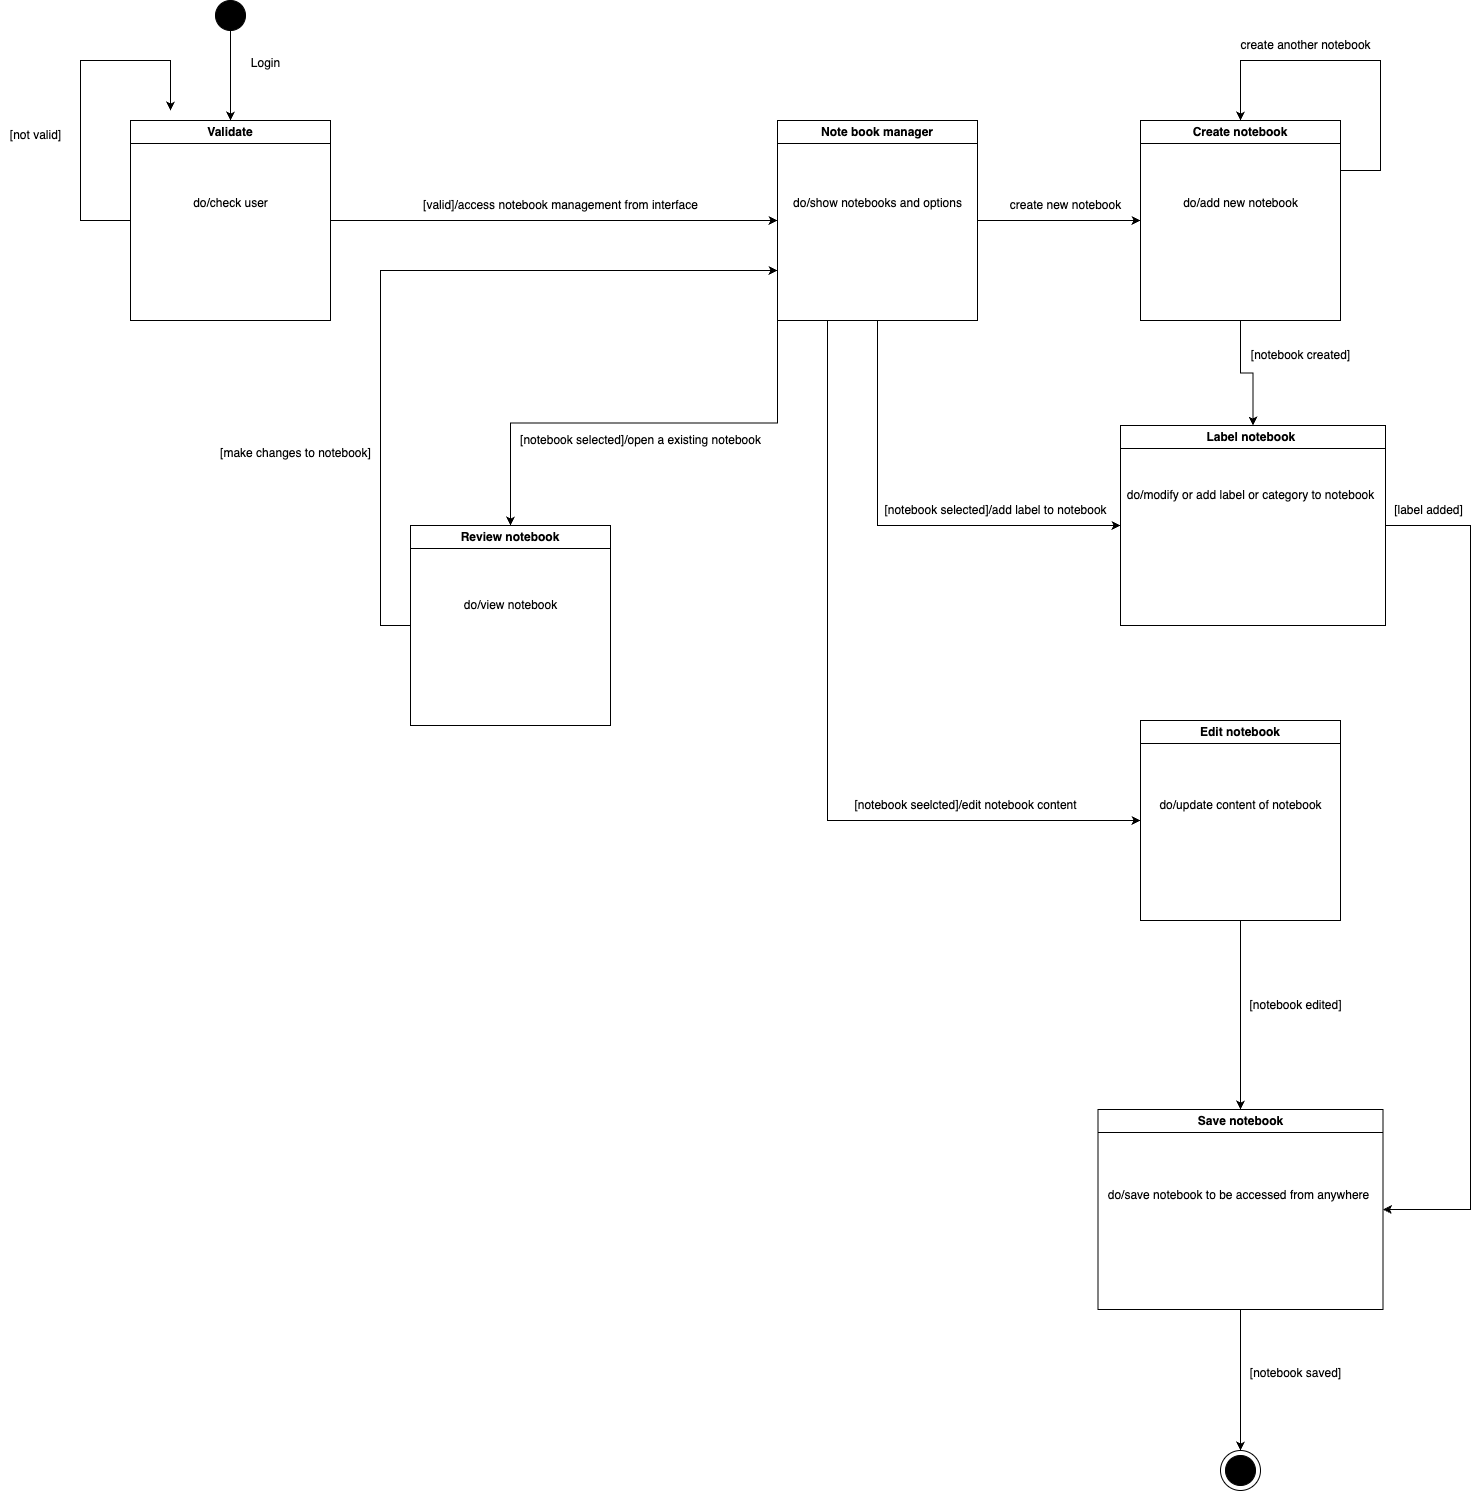 Login
create another notebook
[not valid]
Validate
do/check user
[valid]/access notebook management from interface
Note book manager
do/show notebooks and options
create new notebook
Create notebook
do/add new notebook
[notebook created]
[make changes to notebook]
[notebook selected]/open a existing notebook
Label notebook
do/modify or add label or category to notebook
[notebook selected]/add label to notebook
[label added]
Review notebook
do/view notebook
Edit notebook
do/update content of notebook
[notebook seelcted]/edit notebook content
[notebook edited]
Save notebook
do/save notebook to be accessed from anywhere
[notebook saved]